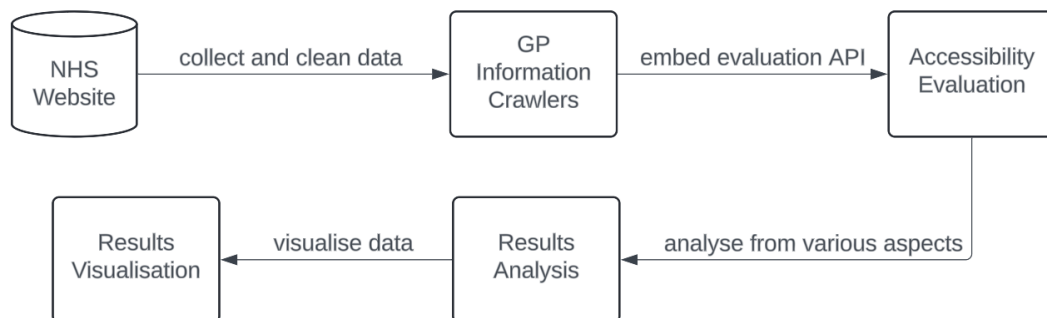 NHS
Website
collect and clean data
GP
Information
Crawlers
embed evaluation API
Accessibility
Evaluation
analyse from various aspects
Results
Analysis
visualise data
Results
Visualisation